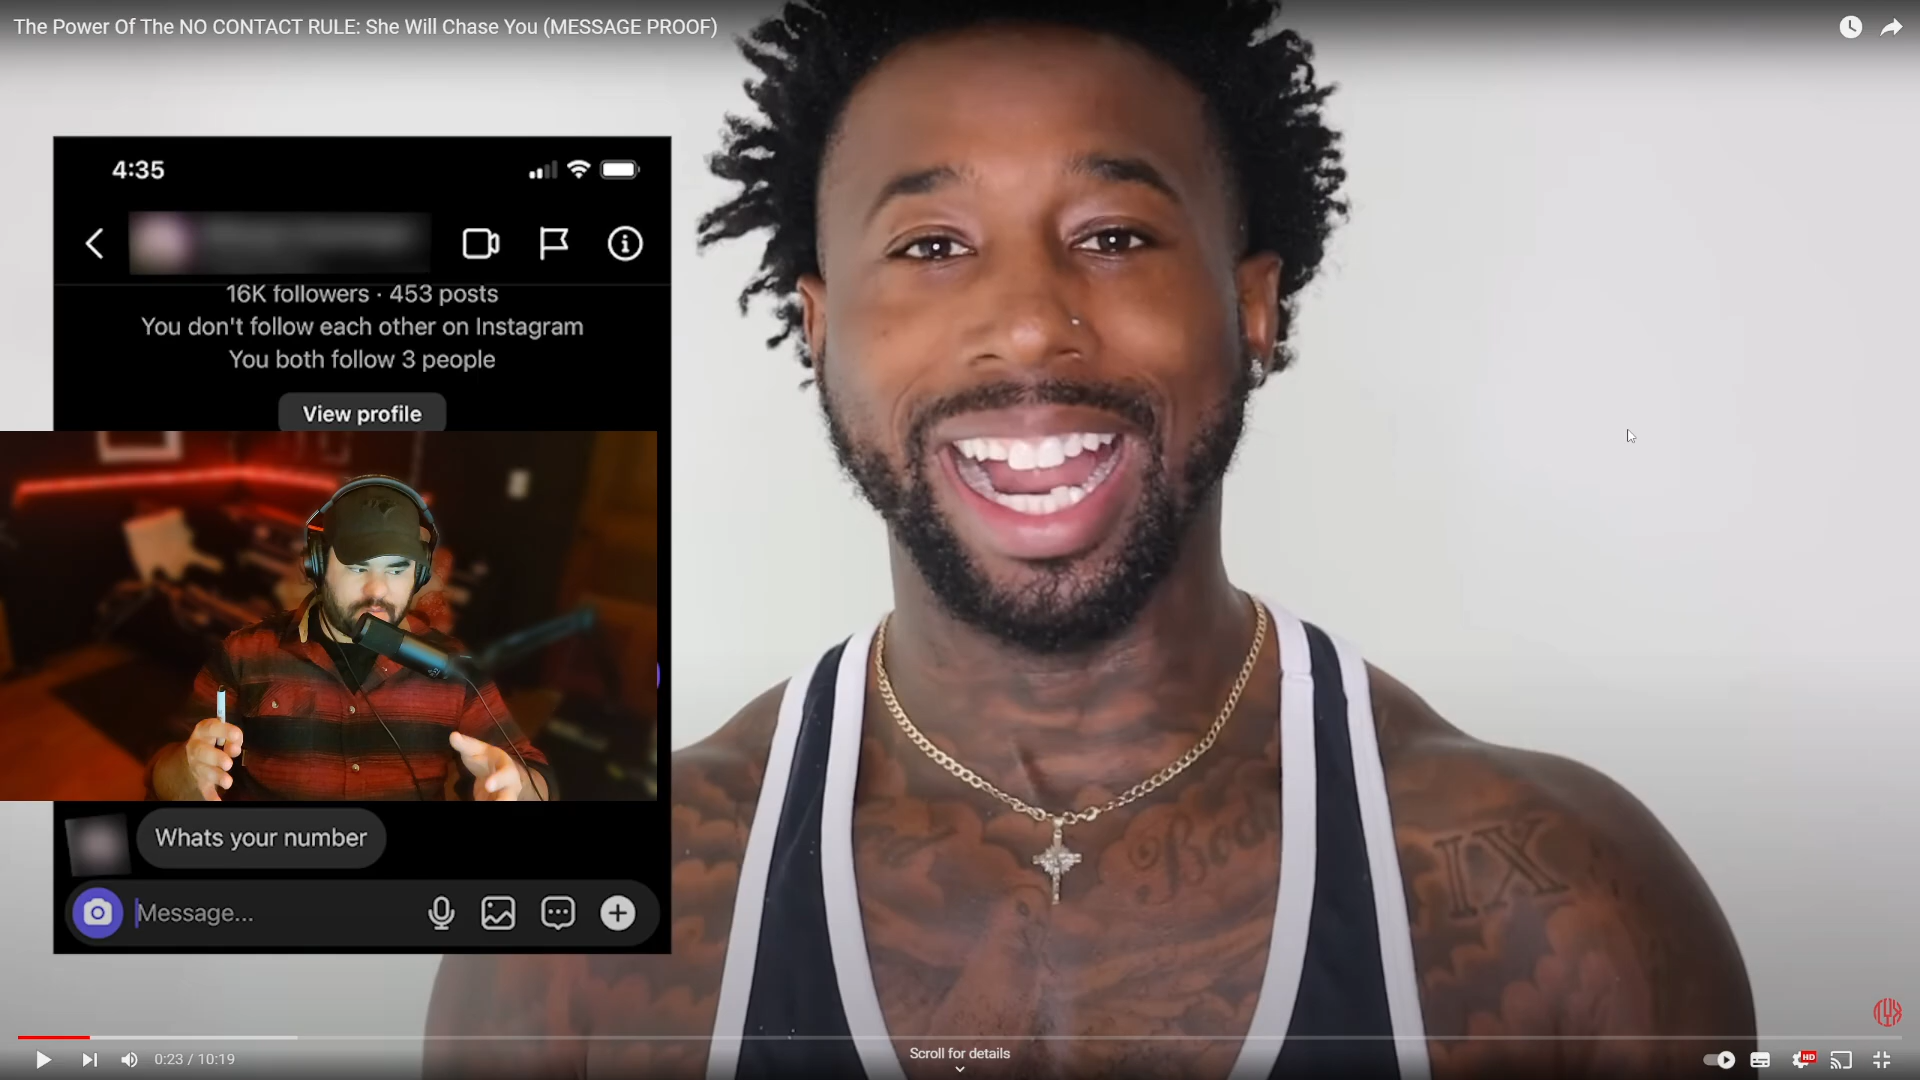 The Power Of The NO CONTACT RULE: She Will Chase You (MESSAGE PROOF)
4:35
16K followers · 453 posts
You don't follow each other on Instagram
You both follow 3 people
View profile
Whats your number
Message...
IX
0:23 / 10:19
Scroll for details
HD